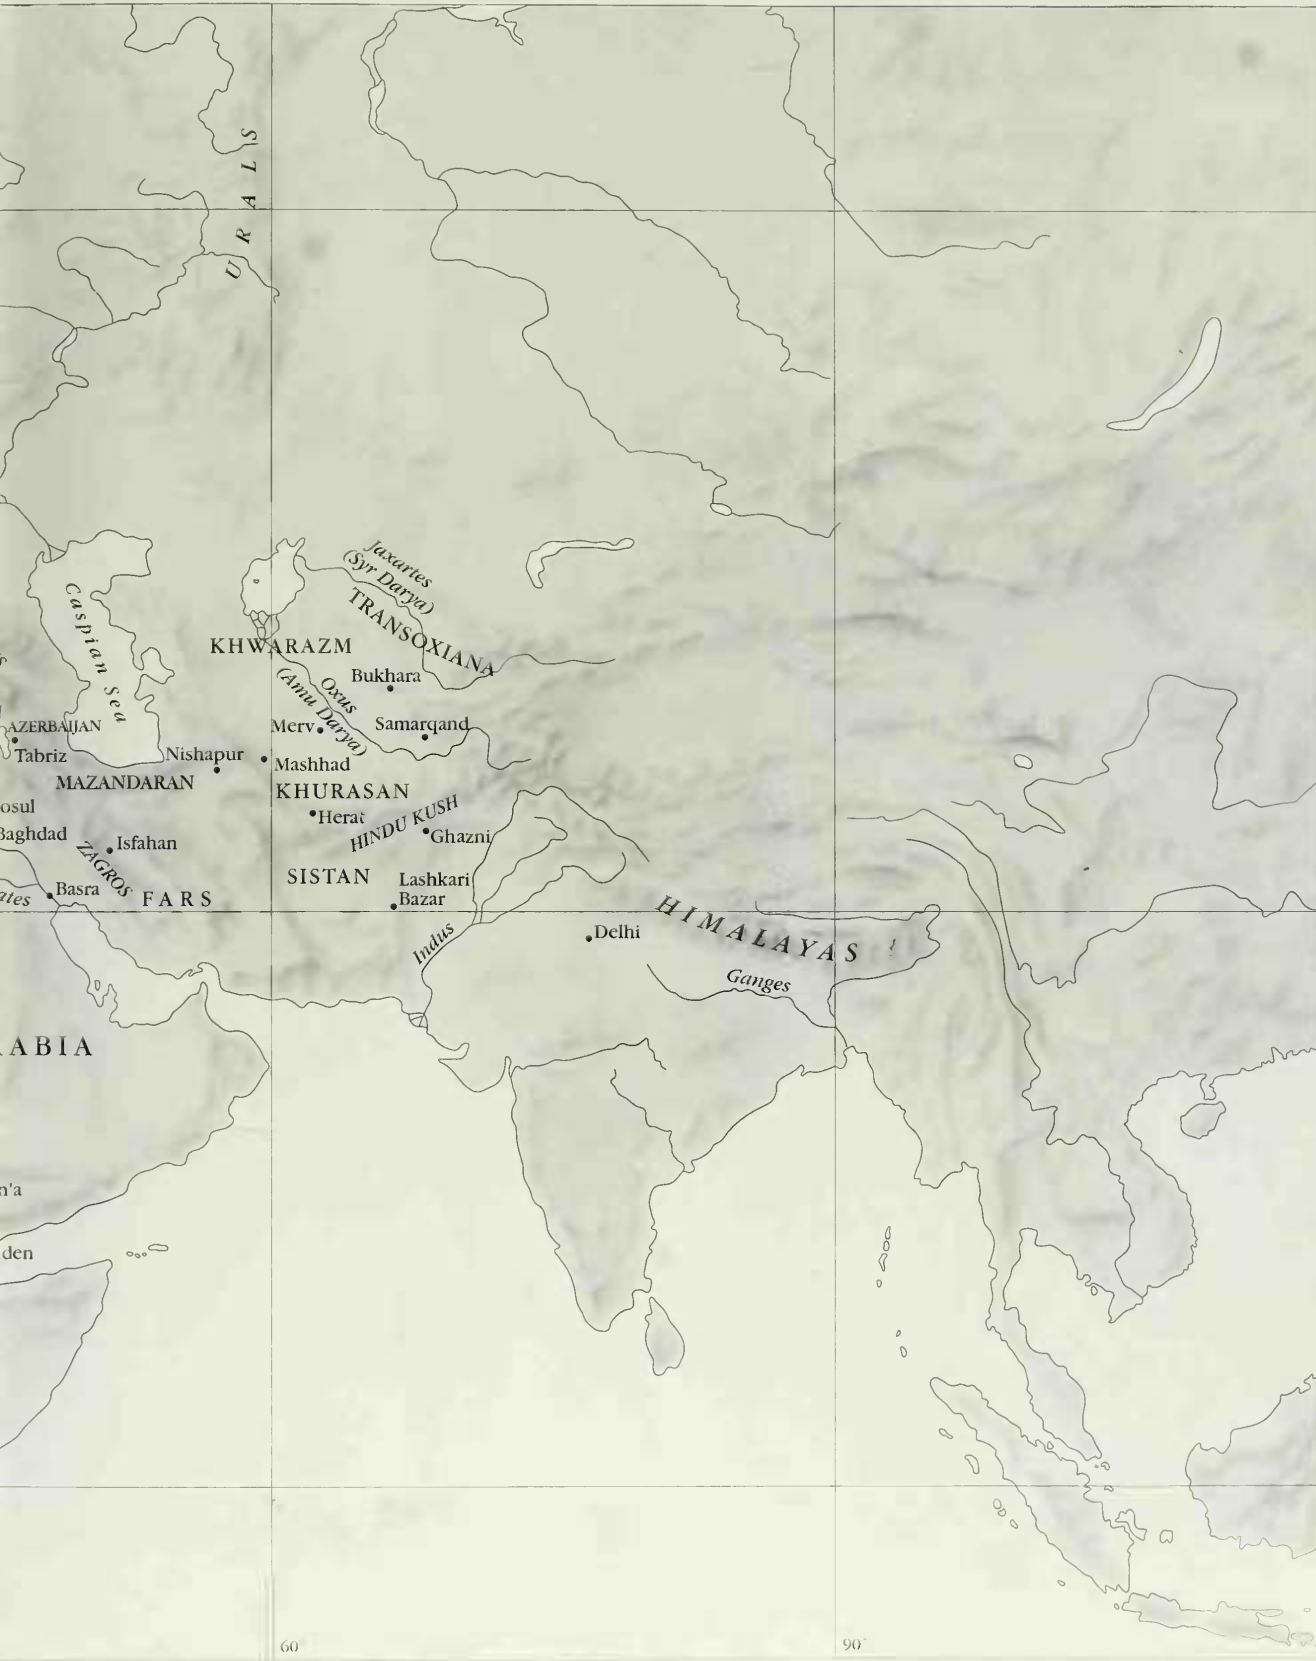 URALS
Jaxartes
(Syr Darya)
TRANSOXIANA
Caspian Sea
KHWARAZM
Bukhara
Oxus
(Amu Darya)
AZERBAIJAN
Merv
Samarqand
Tabriz
Nishapur
Mashhad
MAZANDARAN
KHURASAN
osul
Herat
HINDU KUSH
Baghdad
Isfahan
Ghazni
ZAGROS
SISTAN
Lashkari
Bazar
Basra
FARS
ates
HIMALAYAS
Delhi
Indus
Ganges
ABIA
n'a
den
60
90°